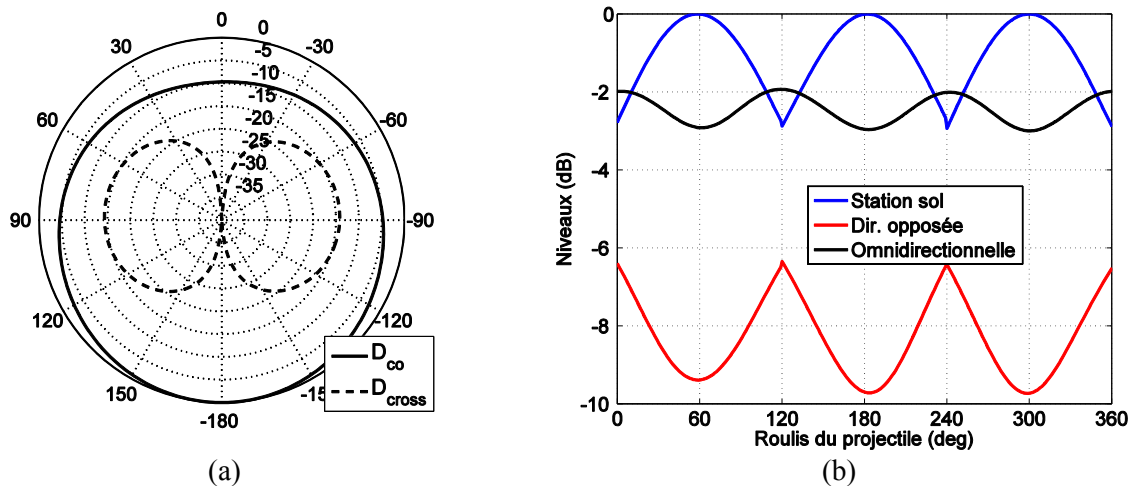 0
0
30
-30
-5
-10
60
-60
-15
-20
-25
-30
-35
90
-90
120
-120
150
-15
-180
D_co
D_cross
(a)
0
-2
-4
-6
-8
-10
Niveaux (dB)
Station sol
Dir. opposée
Omnidirectionnelle
0 60 120 180 240 300 360
Roulis du projectile (deg)
(b)